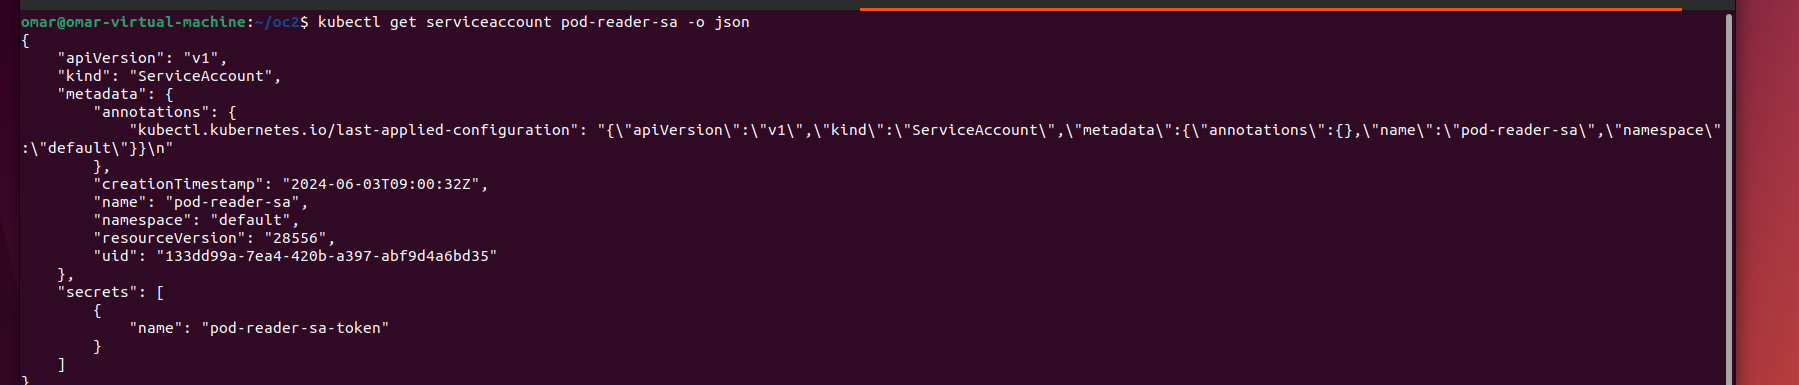 omar@omar-virtual-machine:~/oc2$ kubectl get serviceaccount pod-reader-sa -o json
{
    "apiVersion": "v1",
    "kind": "ServiceAccount",
    "metadata": {
        "annotations": {
            "kubectl.kubernetes.io/last-applied-configuration": "{\"apiVersion\":\"v1\",\"kind\":\"ServiceAccount\",\"metadata\":{\"annotations\":{},\"name\":\"pod-reader-sa\",\"namespace\"
:\"default\"}}\n"
        },
        "creationTimestamp": "2024-06-03T09:00:32Z",
        "name": "pod-reader-sa",
        "namespace": "default",
        "resourceVersion": "28556",
        "uid": "133dd99a-7ea4-420b-a397-abf9d4a6bd35"
    },
    "secrets": [
        {
            "name": "pod-reader-sa-token"
        }
    ]
}